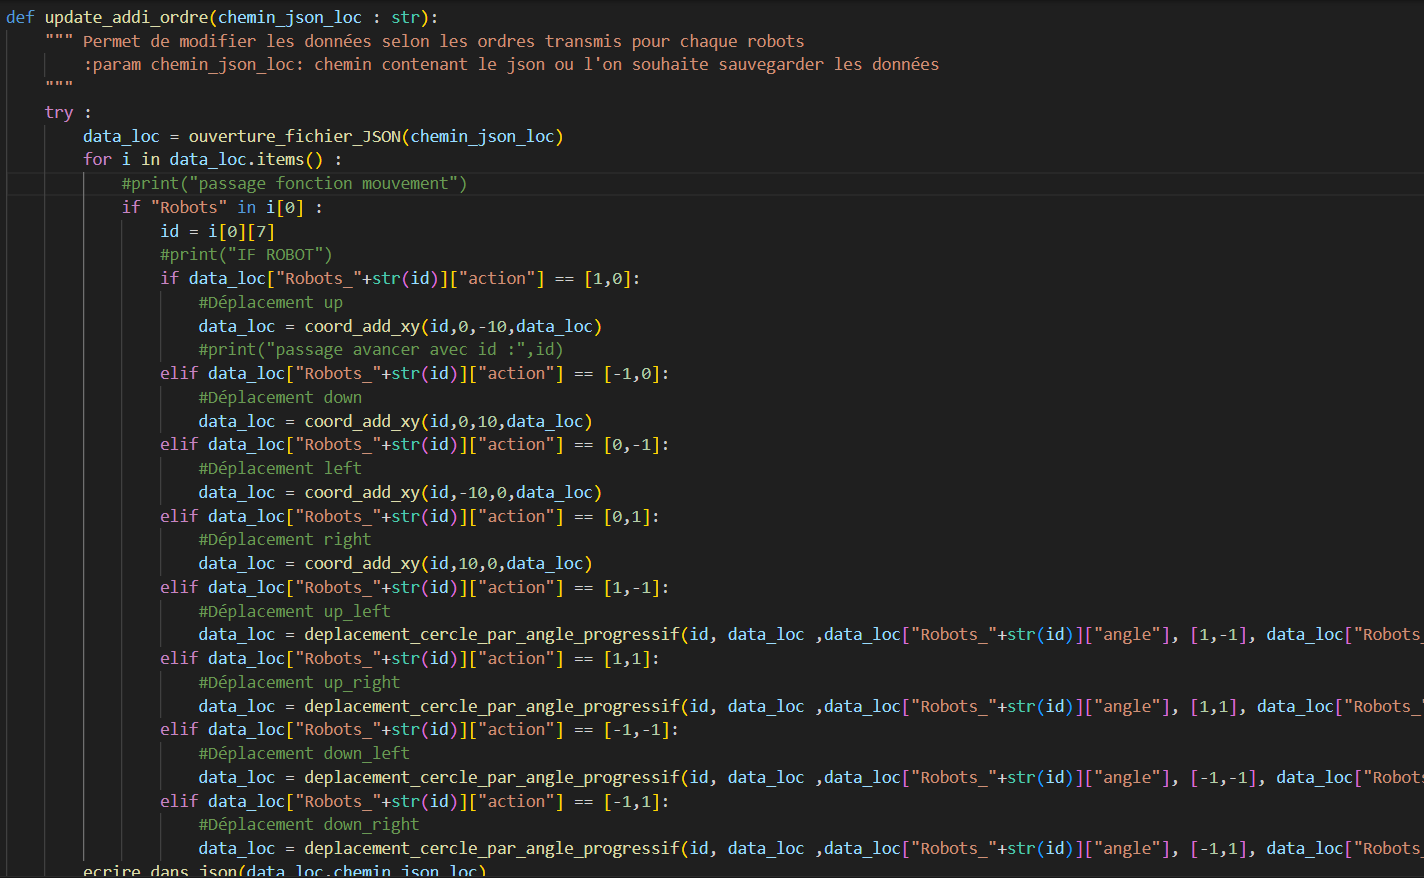 def update_addi_ordre(chemin_json_loc : str):
""" Permet de modifier les données selon les ordres transmis pour chaque robots
:param chemin_json_loc: chemin contenant le json ou l'on souhaite sauvegarder les données
"""
try :
data_loc = ouverture_fichier_JSON(chemin_json_loc)
for i in data_loc.items() :
#print("passage fonction mouvement")
if "Robots" in i[0] :
id = i[0][7]
#print("IF ROBOT")
if data_loc["Robots_"+str(id)]["action"] == [1,0]:
#Déplacement up
data_loc = coord_add_xy(id,0,-10,data_loc)
#print("passage avancer avec id :",id)
elif data_loc["Robots_"+str(id)]["action"] == [-1,0]:
#Déplacement down
data_loc = coord_add_xy(id,0,10,data_loc)
elif data_loc["Robots_"+str(id)]["action"] == [0,-1]:
#Déplacement left
data_loc = coord_add_xy(id,-10,0,data_loc)
elif data_loc["Robots_"+str(id)]["action"] == [0,1]:
#Déplacement right
data_loc = coord_add_xy(id,10,0,data_loc)
elif data_loc["Robots_"+str(id)]["action"] == [1,-1]:
#Déplacement up_left
data_loc = deplacement_cercle_par_angle_progressif(id, data_loc ,data_loc["Robots_"+str(id)]["angle"], [1,-1], data_loc["Robots_
elif data_loc["Robots_"+str(id)]["action"] == [1,1]:
#Déplacement up_right
data_loc = deplacement_cercle_par_angle_progressif(id, data_loc ,data_loc["Robots_"+str(id)]["angle"], [1,1], data_loc["Robots_"
elif data_loc["Robots_"+str(id)]["action"] == [-1,-1]:
#Déplacement down_left
data_loc = deplacement_cercle_par_angle_progressif(id, data_loc ,data_loc["Robots_"+str(id)]["angle"], [-1,-1], data_loc["Robots
elif data_loc["Robots_"+str(id)]["action"] == [-1,1]:
#Déplacement down_right
data_loc = deplacement_cercle_par_angle_progressif(id, data_loc ,data_loc["Robots_"+str(id)]["angle"], [-1,1], data_loc["Robots_
ecrire_dans_json(data_loc,chemin_json_loc)